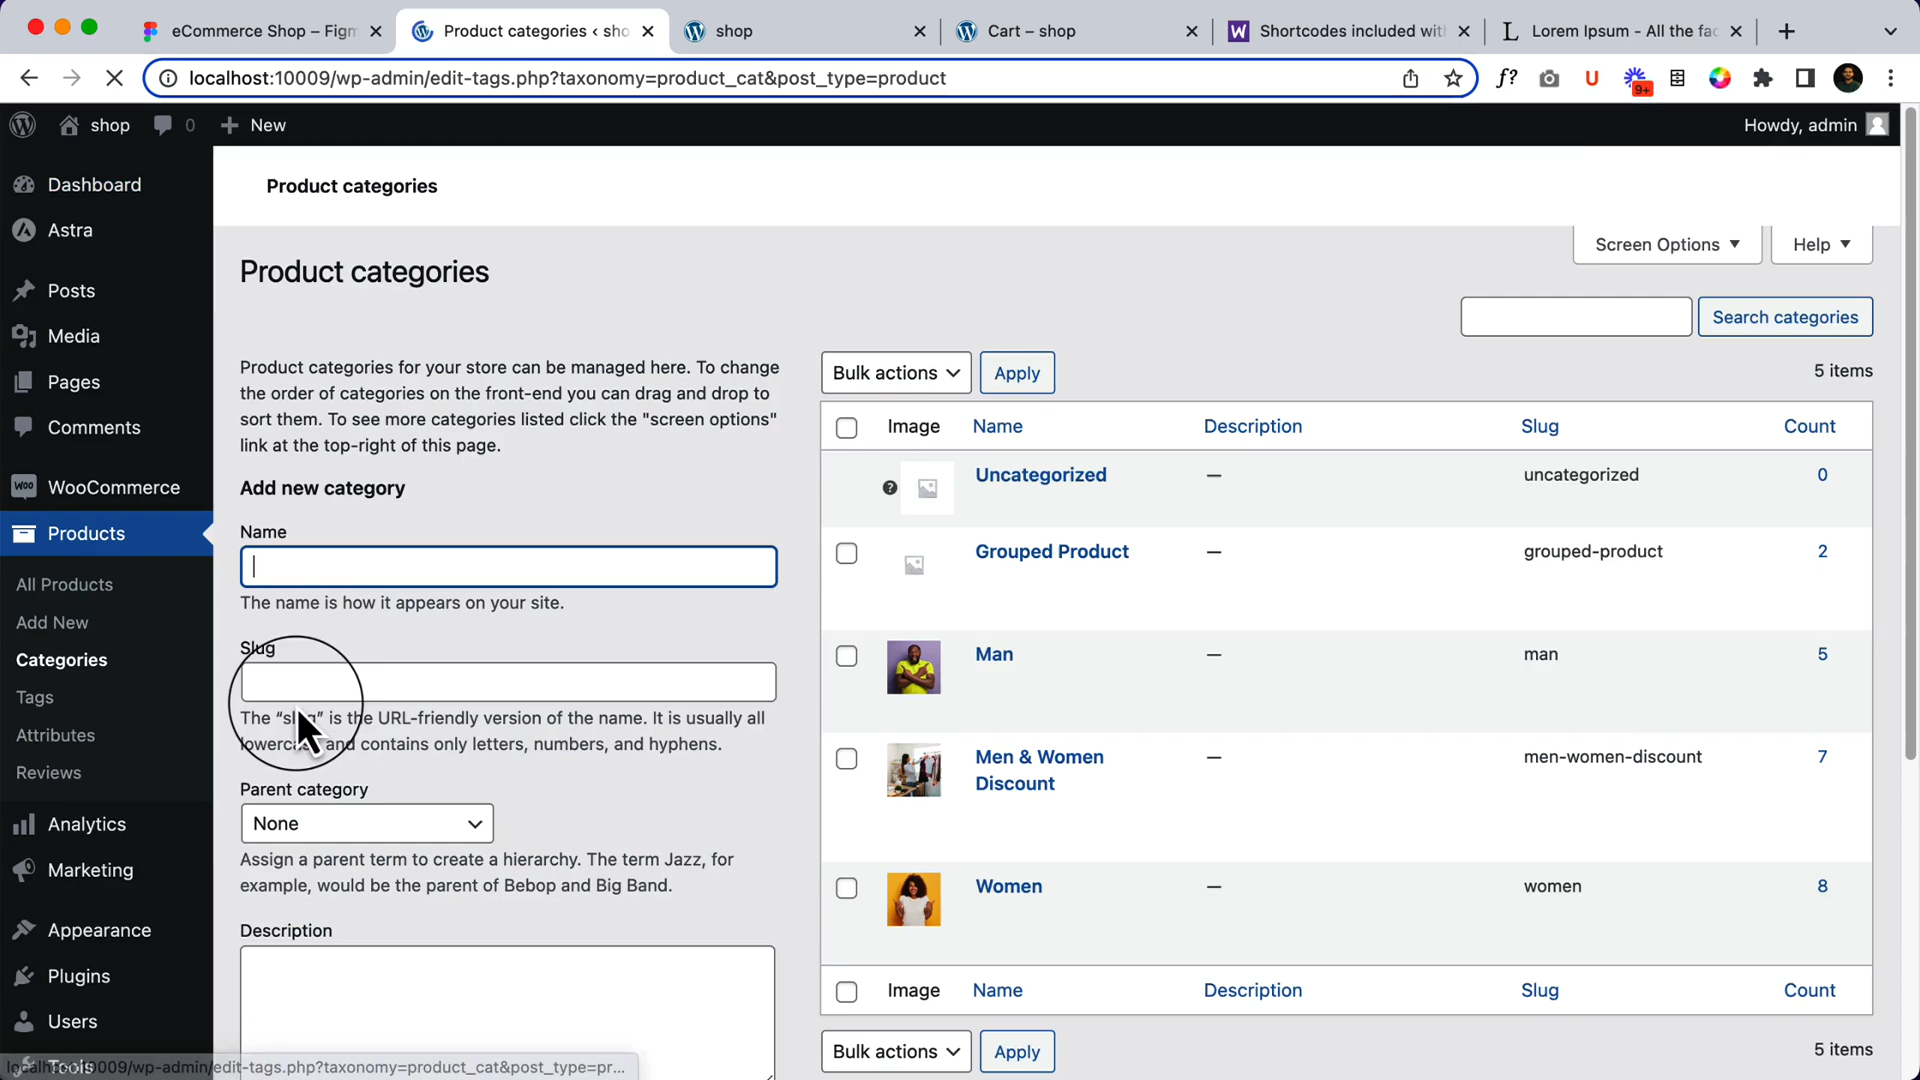 eCommerce Shop – Figm
Product categories ‹ sho
shop
Cart – shop
Shortcodes included wit
Lorem Ipsum - All the fac
localhost:10009/wp-admin/edit-tags.php?taxonomy=product_cat&post_type=product
f?
U
9+
shop
0
New
Howdy, admin
Dashboard
Astra
Posts
Media
Pages
Comments
WooCommerce
Products
All Products
Add New
Categories
Tags
Attributes
Reviews
Analytics
Marketing
Appearance
Plugins
Users
Tools
Product categories
Screen Options
Help
Product categories
Search categories
Product categories for your store can be managed here. To change
the order of categories on the front-end you can drag and drop to
sort them. To see more categories listed click the "screen options"
link at the top-right of this page.
Add new category
Name
The name is how it appears on your site.
Slug
The “slug” is the URL-friendly version of the name. It is usually all
lowercase and contains only letters, numbers, and hyphens.
Parent category
None
Assign a parent term to create a hierarchy. The term Jazz, for
example, would be the parent of Bebop and Big Band.
Description
Bulk actions
Apply
5 items
Image Name Description Slug Count
Uncategorized — uncategorized 0
Grouped Product — grouped-product 2
Man — man 5
Men & Women
Discount
— men-women-discount 7
Women — women 8
Image Name Description Slug Count
Bulk actions
Apply
5 items
localhost:10009/wp-admin/edit-tags.php?taxonomy=product_cat&post_type=pr...